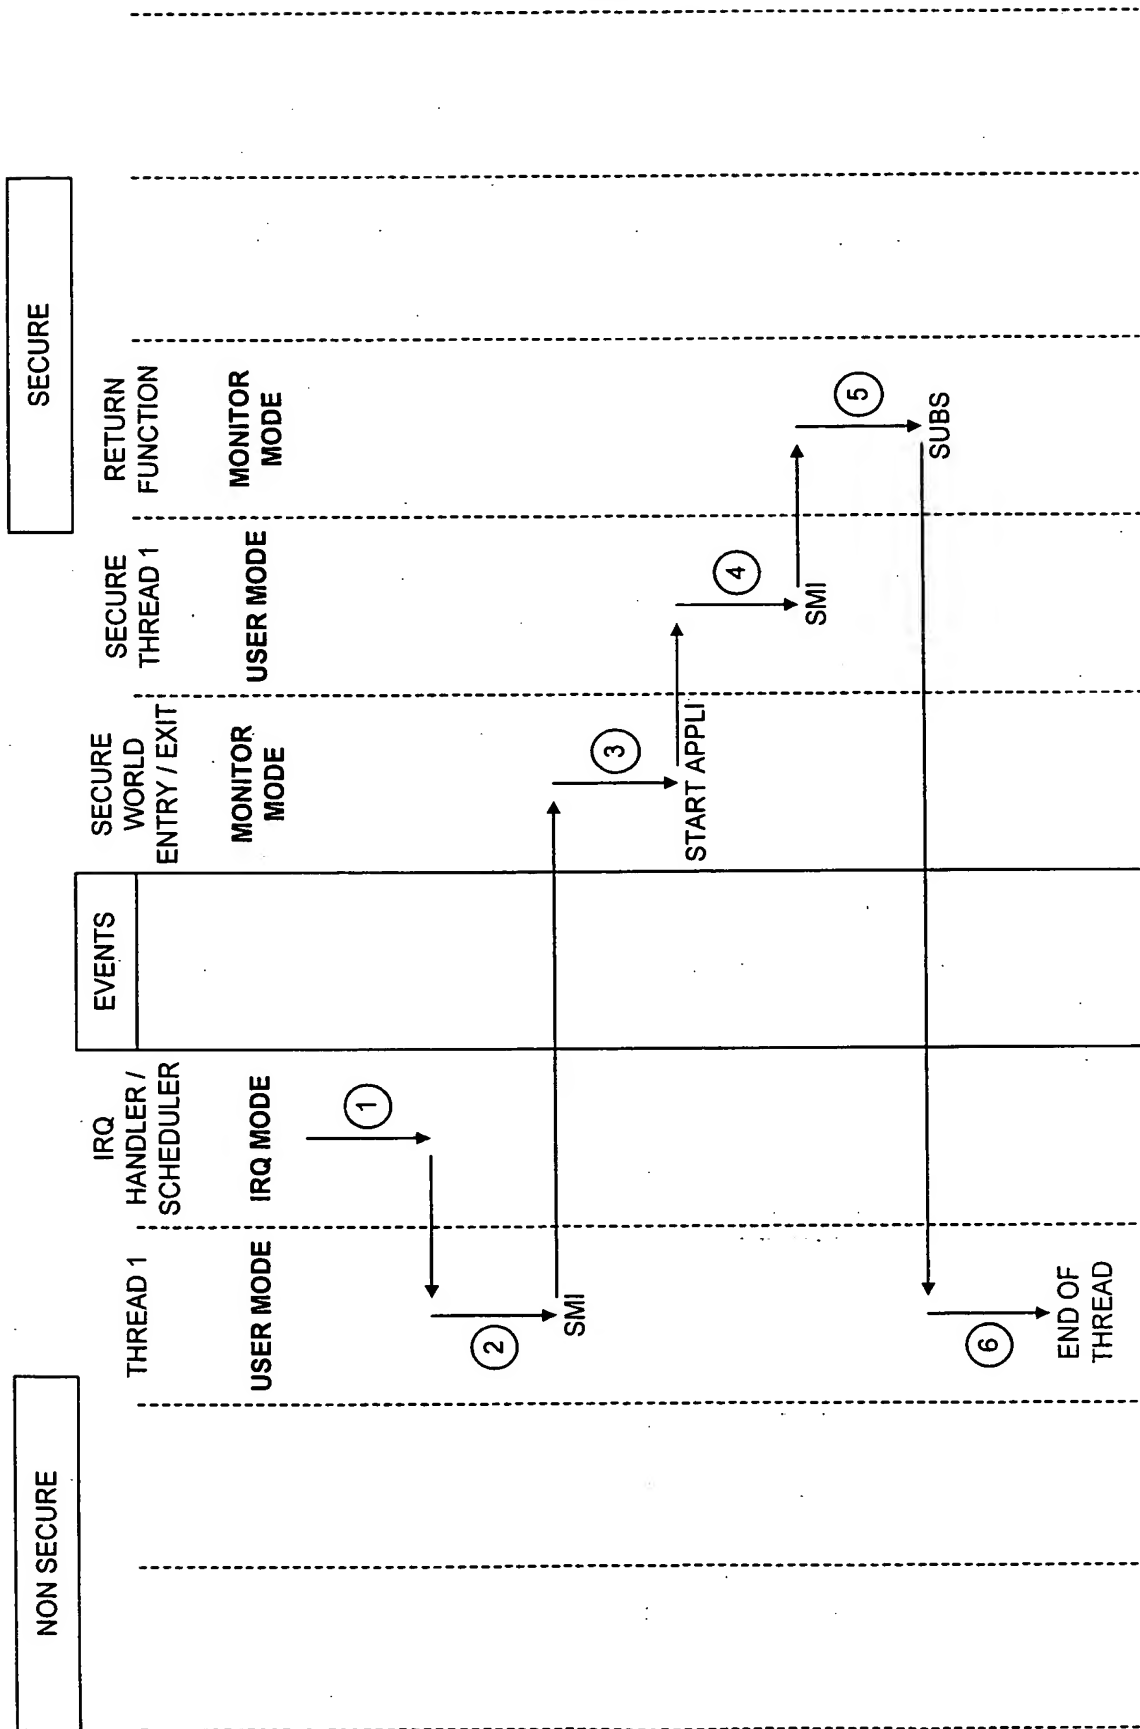 NON SECURE
SECURE
EVENTS
THREAD 1
USER MODE
IRQ
HANDLER /
SCHEDULER
IRQ MODE
SECURE
WORLD
ENTRY / EXIT
MONITOR
MODE
SECURE
THREAD 1
USER MODE
RETURN
FUNCTION
MONITOR
MODE
1
2
SMI
3
START APPLI
4
SMI
5
SUBS
6
END OF
THREAD